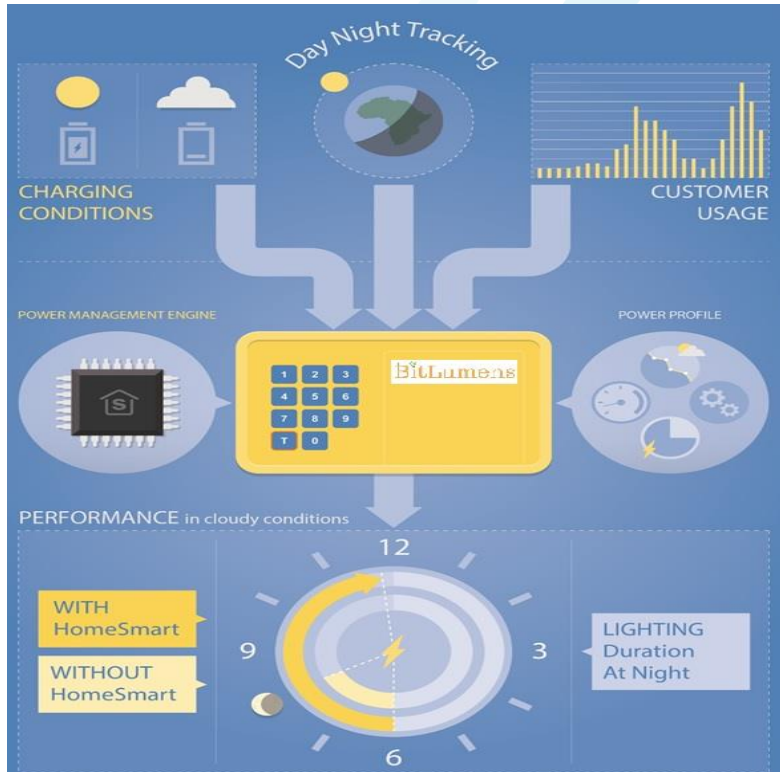 Day Night Tracking
CHARGING
CONDITIONS
CUSTOMER
USAGE
POWER MANAGEMENT ENGINE
POWER PROFILE
S
1 2 3
4 5 6
7 8 9
T 0
BitLumens
PERFORMANCE in cloudy conditions
12
WITH
HomeSmart
9
3
LIGHTING
Duration
At Night
WITHOUT
HomeSmart
6